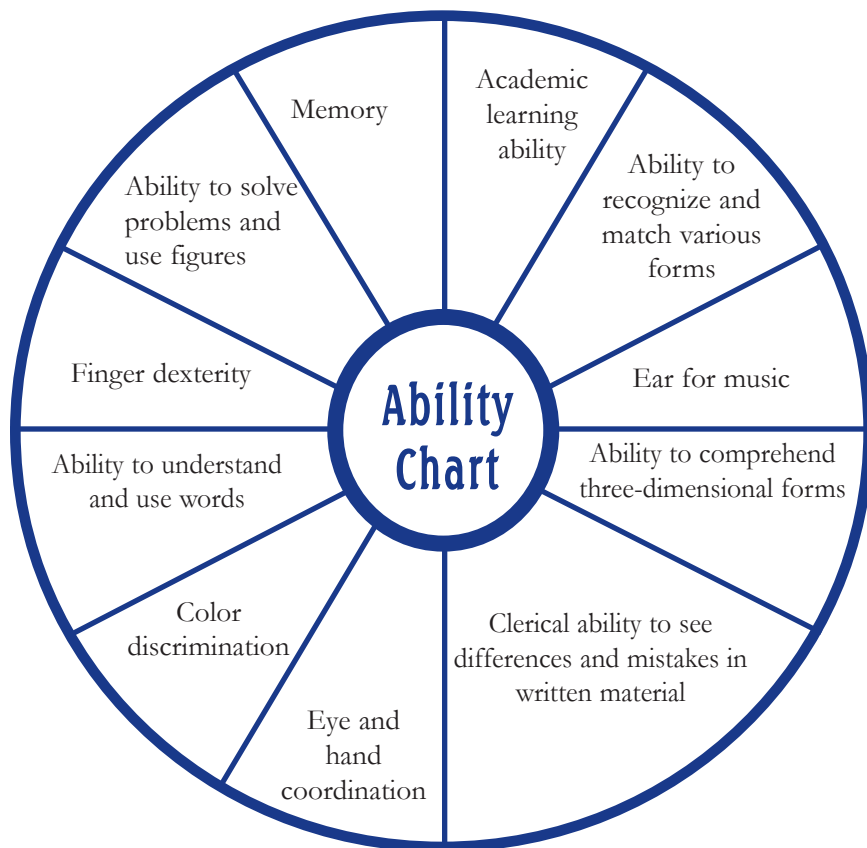 Ability
Chart
Academic
learning
ability
Ability to
recognize and
match various
forms
Ear for music
Ability to comprehend
three-dimensional forms
Clerical ability to see
differences and mistakes in
written material
Eye and
hand
coordination
Color
discrimination
Ability to understand
and use words
Finger dexterity
Ability to solve
problems and
use figures
Memory